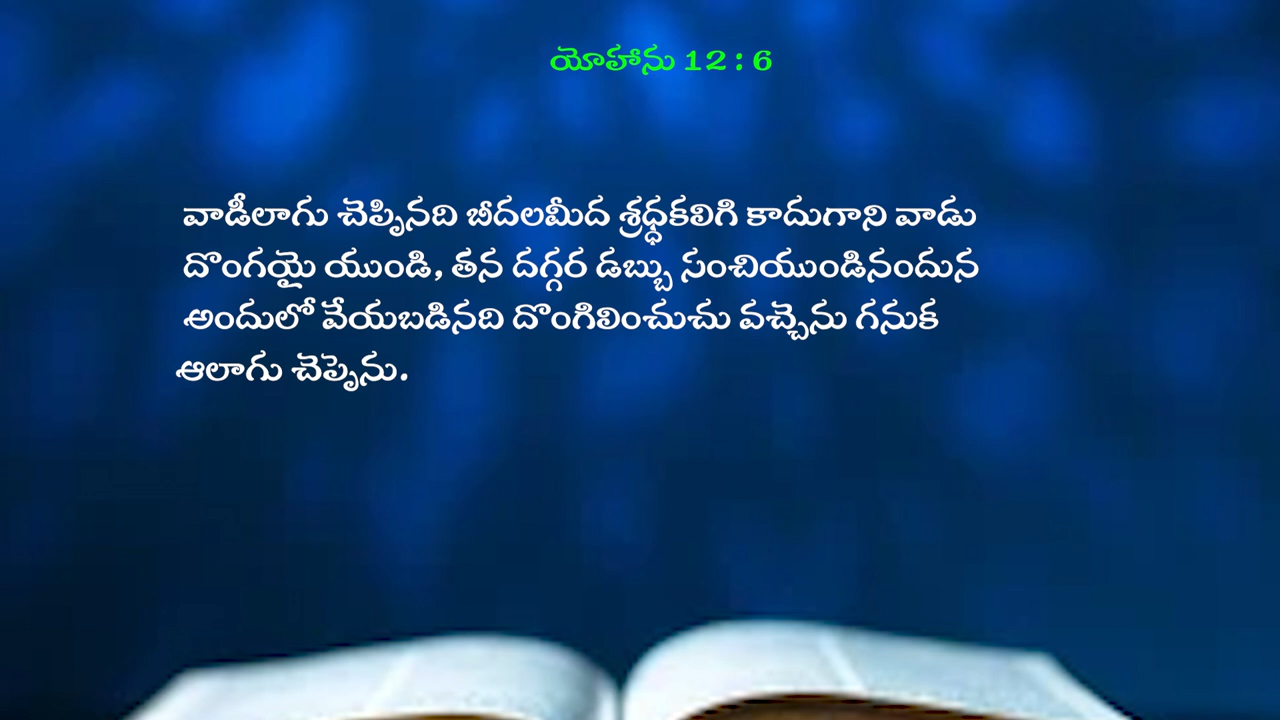 యోహాను 12 : 6
వాడీలాగు చెప్పినది బీదలమీద శ్రద్ధకలిగి కాదుగాని వాడు
దొంగయై యుండి, తన దగ్గర డబ్బు సంచియుండినందున
అందులో వేయబడినది దొంగిలించుచు వచ్చెను గనుక
ఆలాగు చెప్పెను.